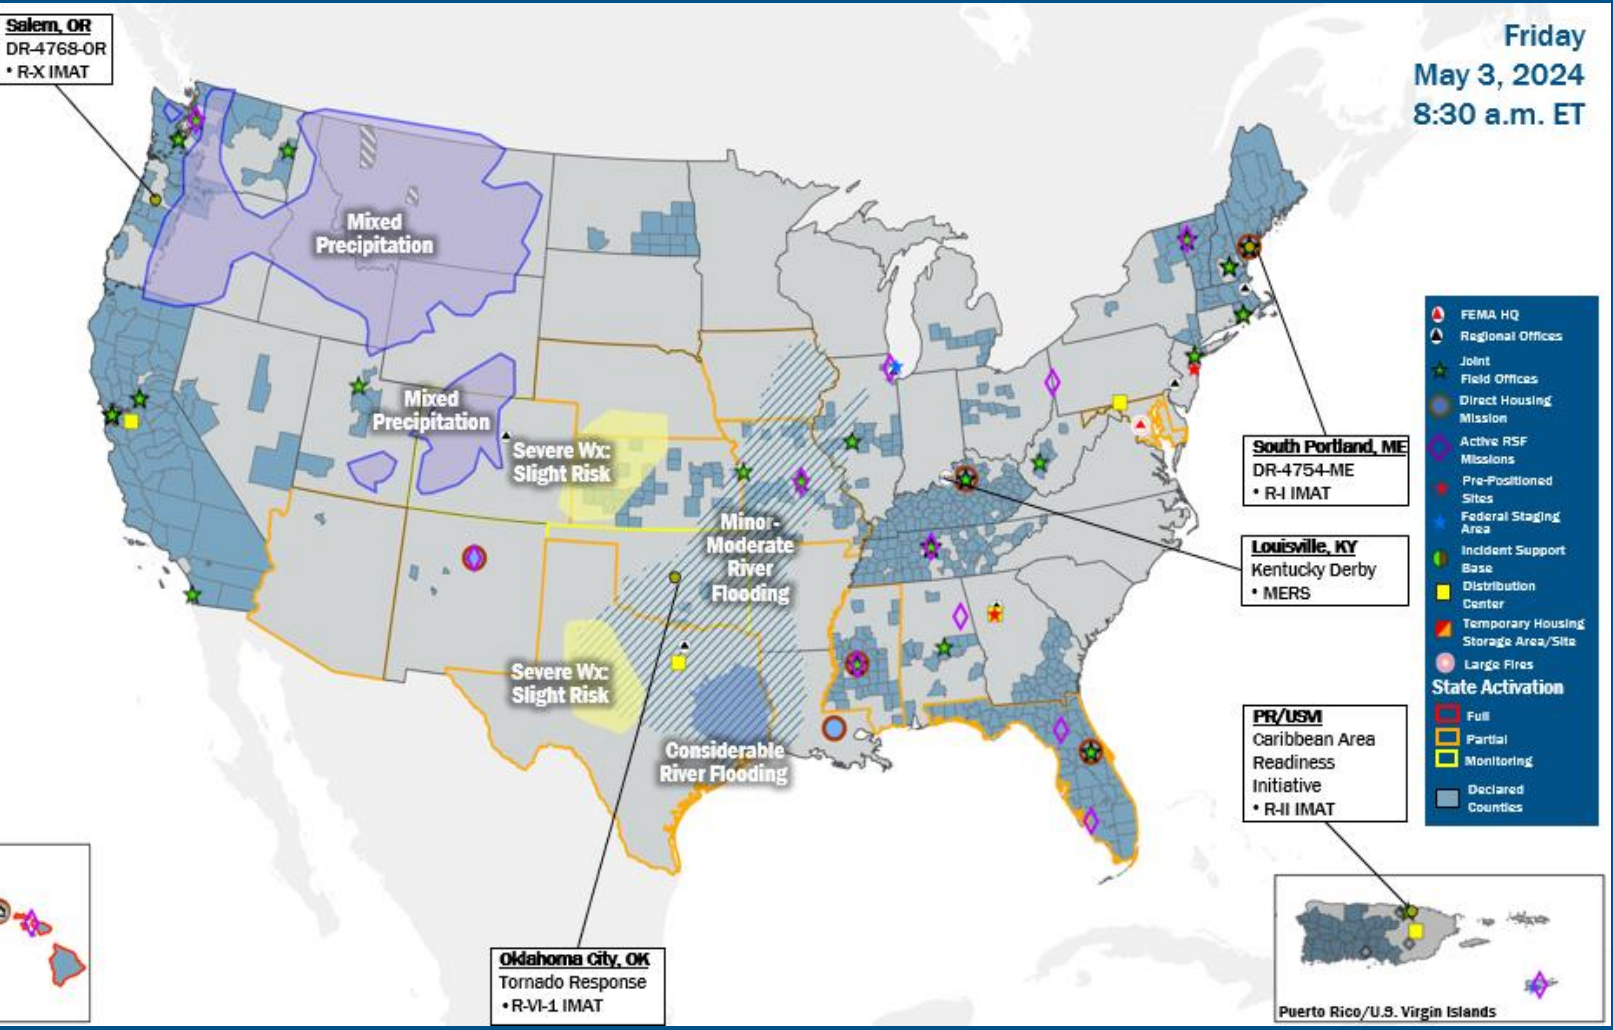 Salem, OR
DR-4768-OR
• R-X IMAT
Friday
May 3, 2024
8:30 a.m. ET
Mixed
Precipitation
Mixed
Precipitation
Severe Wx:
Slight Risk
Minor-
Moderate
River
Flooding
Severe Wx:
Slight Risk
Considerable
River Flooding
South Portland, ME
DR-4754-ME
• R-I IMAT
Louisville, KY
Kentucky Derby
• MERS
PR/USVI
Caribbean Area
Readiness
Initiative
• R-II IMAT
Oklahoma City, OK
Tornado Response
• R-VI-1 IMAT
FEMA HQ
Regional Offices
Joint
Field Offices
Direct Housing
Mission
Active RSF
Missions
Pre-Positioned
Sites
Federal Staging
Area
Incident Support
Base
Distribution
Center
Temporary Housing
Storage Area/Site
Large Fires
State Activation
Full
Partial
Monitoring
Declared
Counties
Puerto Rico/U.S. Virgin Islands